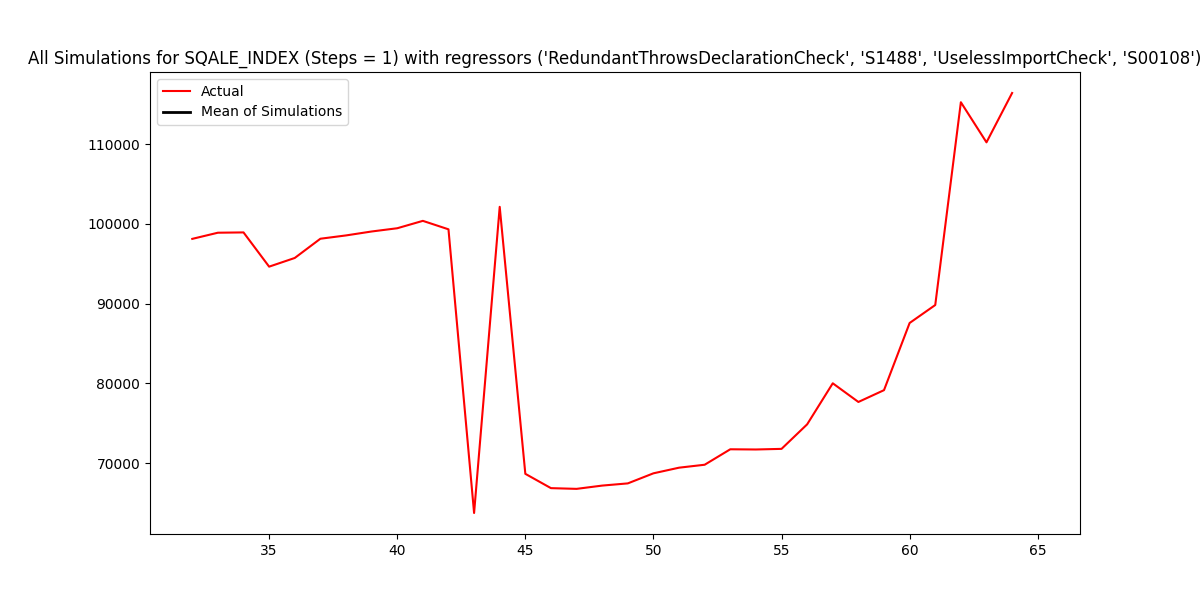 All Simulations for SQALE_INDEX (Steps = 1) with regressors ('RedundantThrowsDeclarationCheck', 'S1488', 'UselessImportCheck', 'S00108')
Actual
Mean of Simulations
110000
100000
90000
80000
70000
35 40 45 50 55 60 65